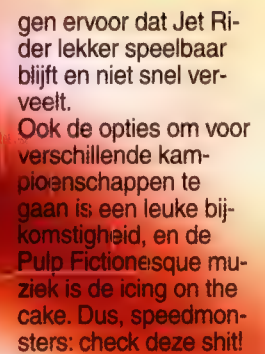 gen ervoor dat Jet Ri-
der lekker speelbaar
blijft en niet snel ver-
veelt.
Ook de opties om voor
verschillende kam-
pioenschappen te
gaan is een leuke bij-
komstigheid, en de
Pulp Fictionesque mu-
ziek is de icing on the
cake. Dus, speedmon-
sters: check deze shit!